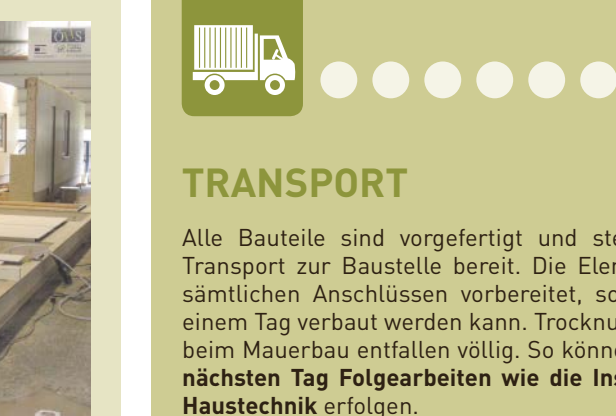 TRANSPORT
Alle Bauteile sind vorgefertigt und
Transport zur Baustelle bereit. Die
sämtlichen Anschlüssen vorbereitet,
einem Tag verbaut werden kann.
beim Mauerbau entfallen völlig. So
nächsten Tag Folgearbeiten wie die
Haustechnik erfolgen.